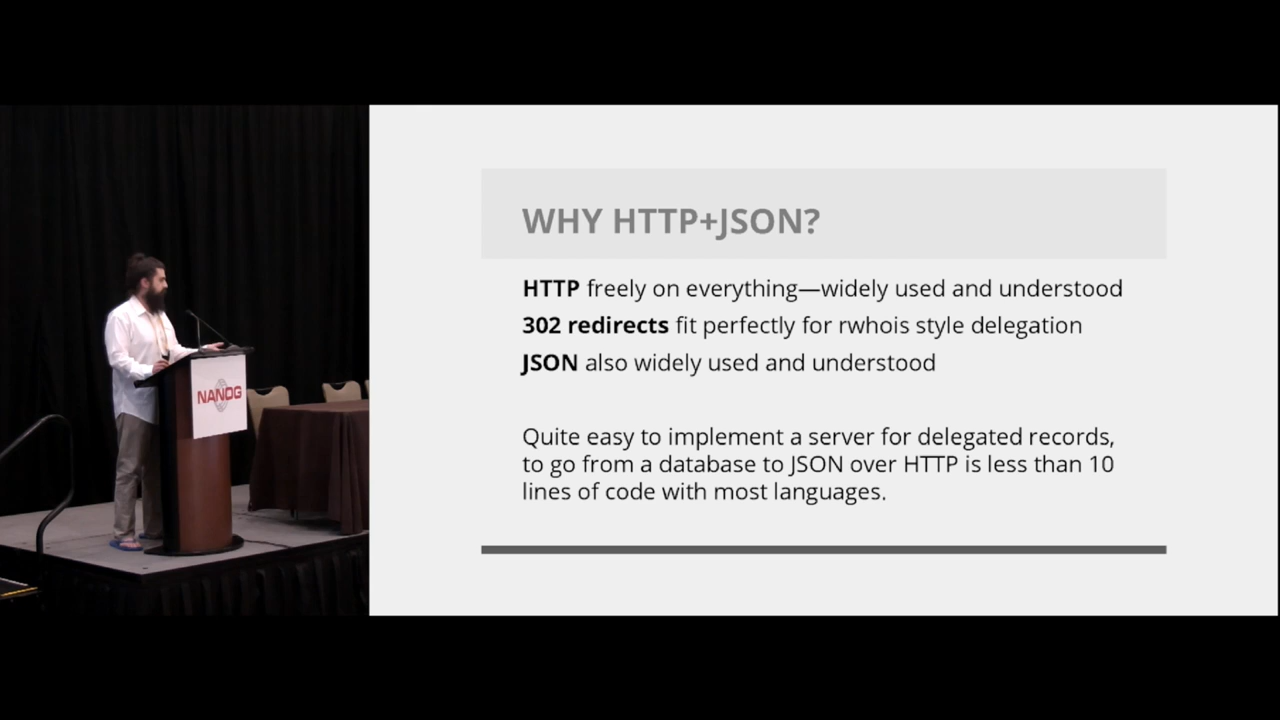 NANOG
WHY HTTP+JSON?
HTTP freely on everything—widely used and understood
302 redirects fit perfectly for rwhois style delegation
JSON also widely used and understood
Quite easy to implement a server for delegated records,
to go from a database to JSON over HTTP is less than 10
lines of code with most languages.